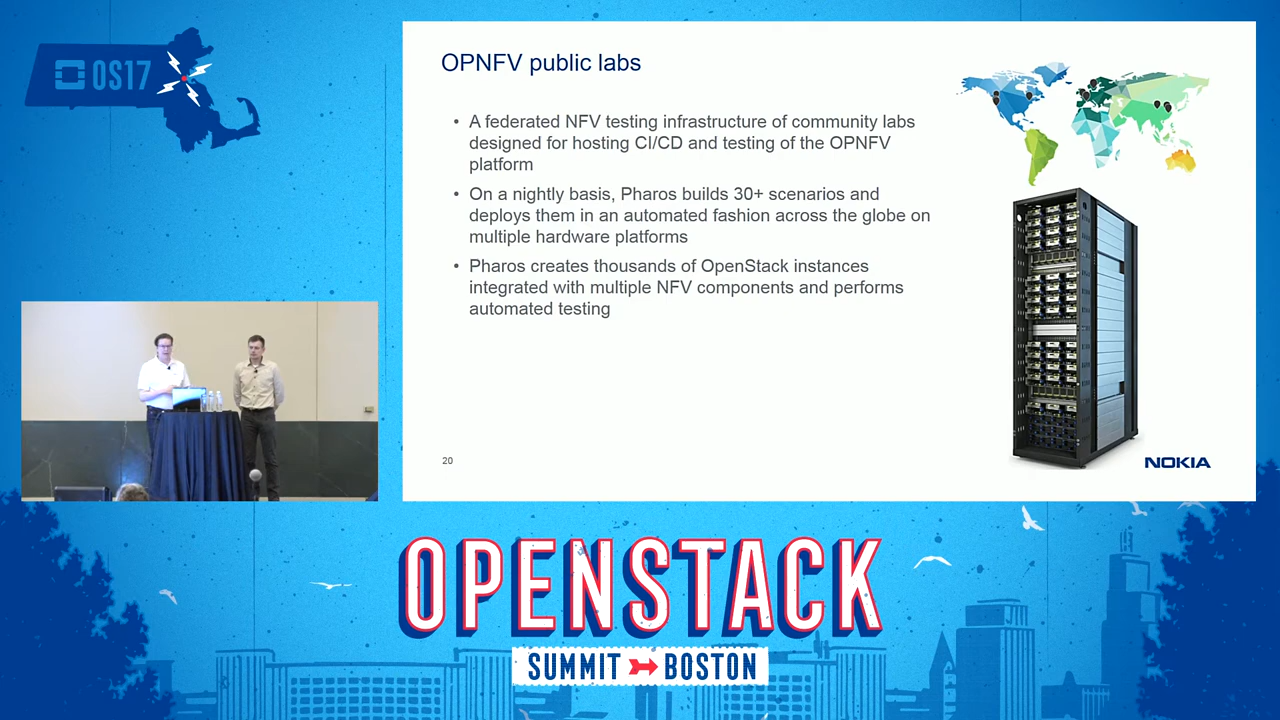 OS17
OPNFV public labs
• A federated NFV testing infrastructure of community labs
designed for hosting CI/CD and testing of the OPNFV
platform
• On a nightly basis, Pharos builds 30+ scenarios and
deploys them in an automated fashion across the globe on
multiple hardware platforms
• Pharos creates thousands of OpenStack instances
integrated with multiple NFV components and performs
automated testing
20
NOKIA
OPENSTACK
SUMMIT BOSTON